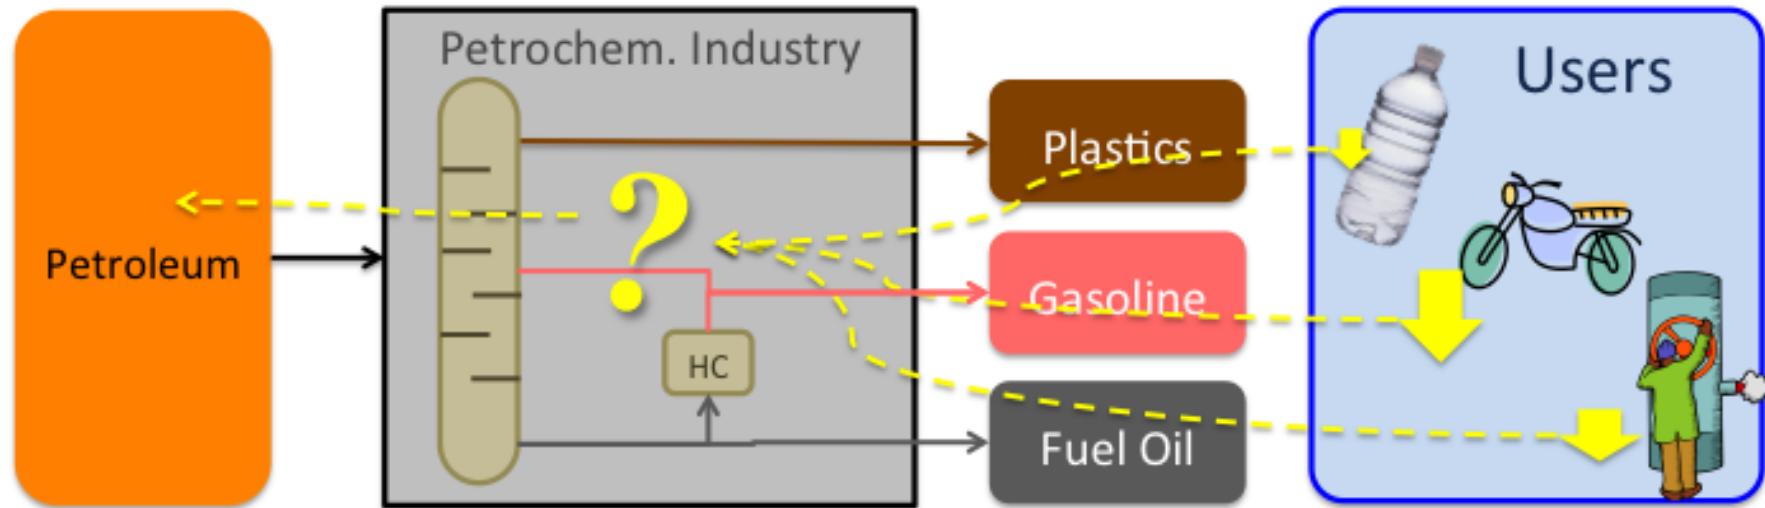 Petroleum
Petrochem. Industry
?
HC
Plastics
Gasoline
Fuel Oil
Users